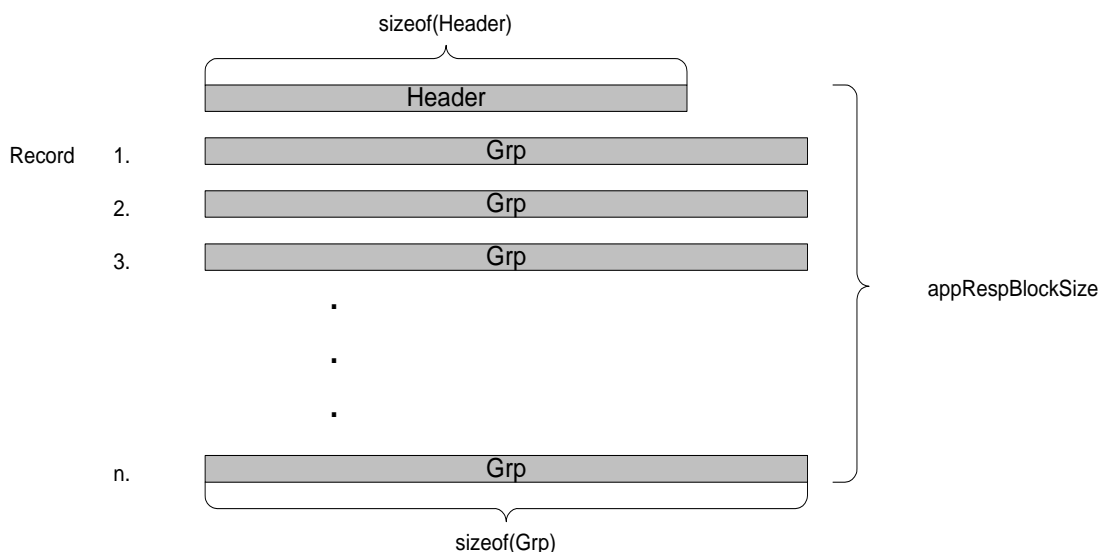 sizeof(Header)
Header
Record 1. Grp
2. Grp
3. Grp
.
.
.
appRespBlockSize
n. Grp
sizeof(Grp)